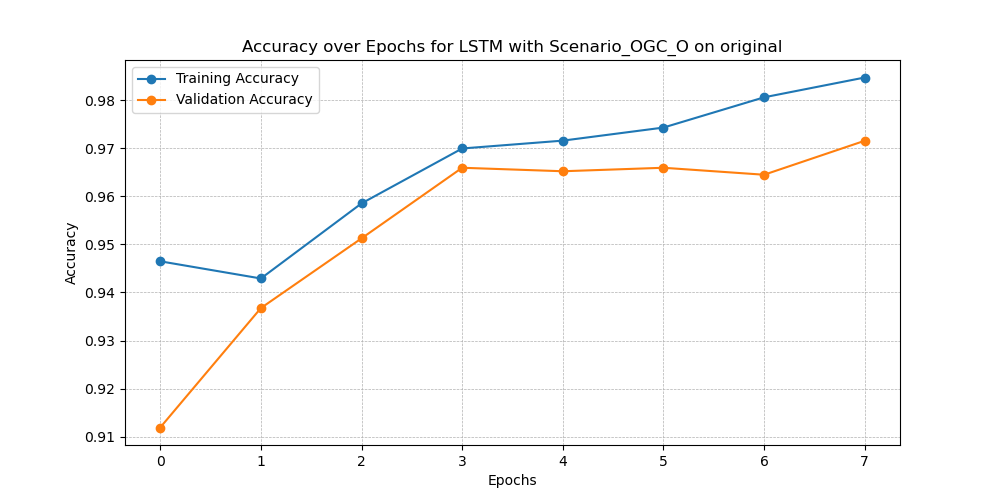 Accuracy over Epochs for LSTM with Scenario_OGC_O on original
Training Accuracy
Validation Accuracy
Accuracy
0.98
0.97
0.96
0.95
0.94
0.93
0.92
0.91
0 1 2 3 4 5 6 7
Epochs